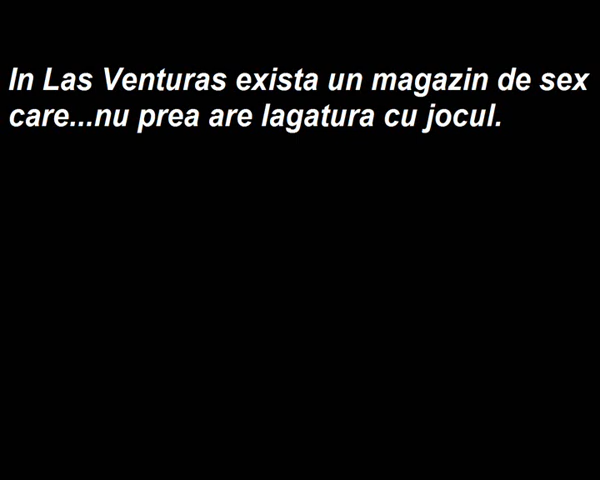 In Las Venturas exista un magazin de sex
care...nu prea are lagatura cu jocul.